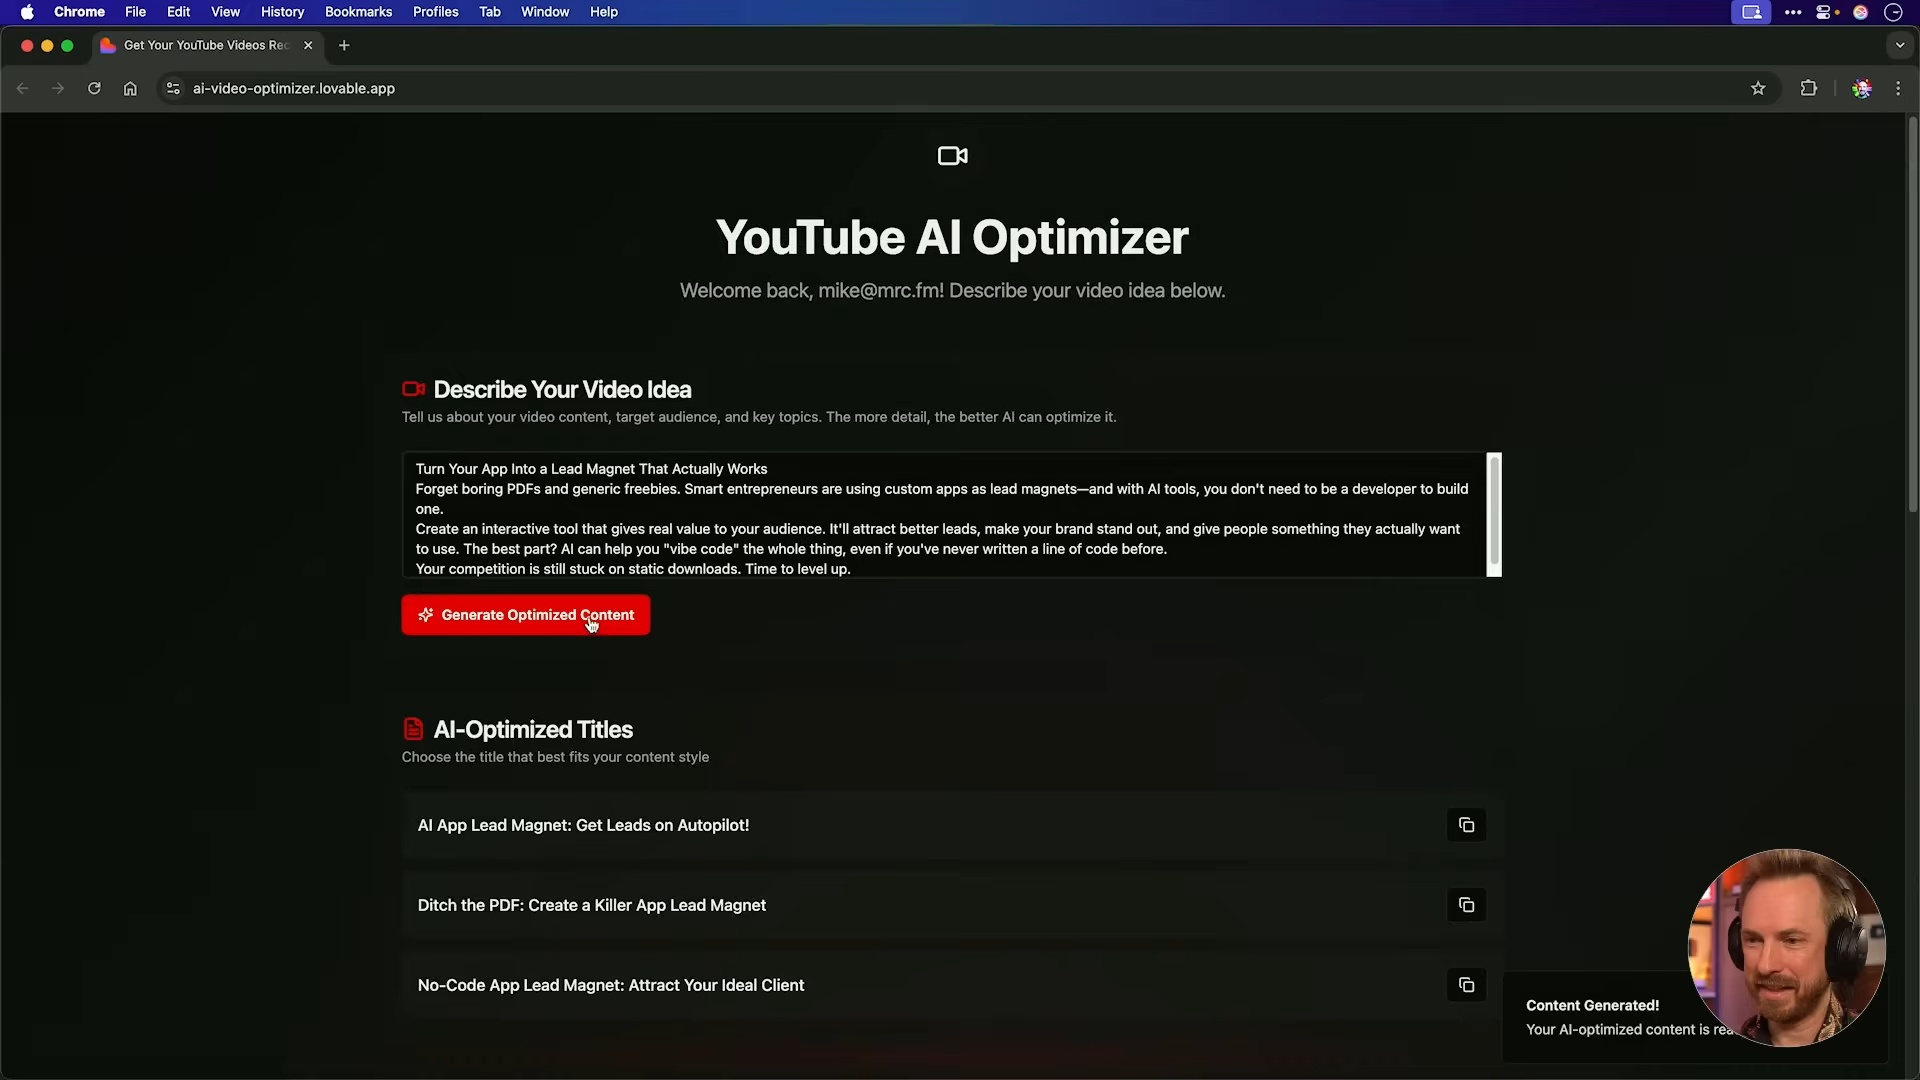 Chrome File Edit View History Bookmarks Profiles Tab Window Help
Get Your YouTube Videos Rec
ai-video-optimizer.lovable.app
YouTube AI Optimizer
Welcome back, mike@mrc.fm! Describe your video idea below.
Describe Your Video Idea
Tell us about your video content, target audience, and key topics. The more detail, the better AI can optimize it.
Turn Your App Into a Lead Magnet That Actually Works
Forget boring PDFs and generic freebies. Smart entrepreneurs are using custom apps as lead magnets—and with AI tools, you don't need to be a developer to build
one.
Create an interactive tool that gives real value to your audience. It'll attract better leads, make your brand stand out, and give people something they actually want
to use. The best part? AI can help you "vibe code" the whole thing, even if you've never written a line of code before.
Your competition is still stuck on static downloads. Time to level up.
Generate Optimized Content
AI-Optimized Titles
Choose the title that best fits your content style
AI App Lead Magnet: Get Leads on Autopilot!
Ditch the PDF: Create a Killer App Lead Magnet
No-Code App Lead Magnet: Attract Your Ideal Client
Content Generated!
Your AI-optimized content is rea